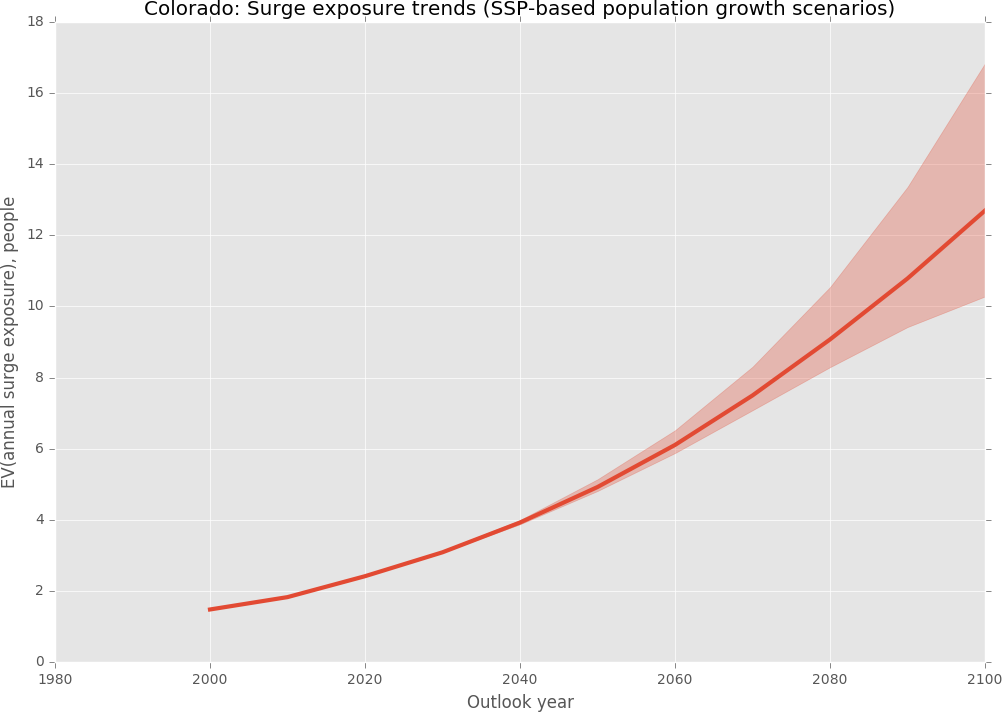 Colorado: Surge exposure trends (SSP-based population growth scenarios)
EV(annual surge exposure), people
18
16
14
12
10
8
6
4
2
0
1980 2000 2020 2040 2060 2080 2100
Outlook year